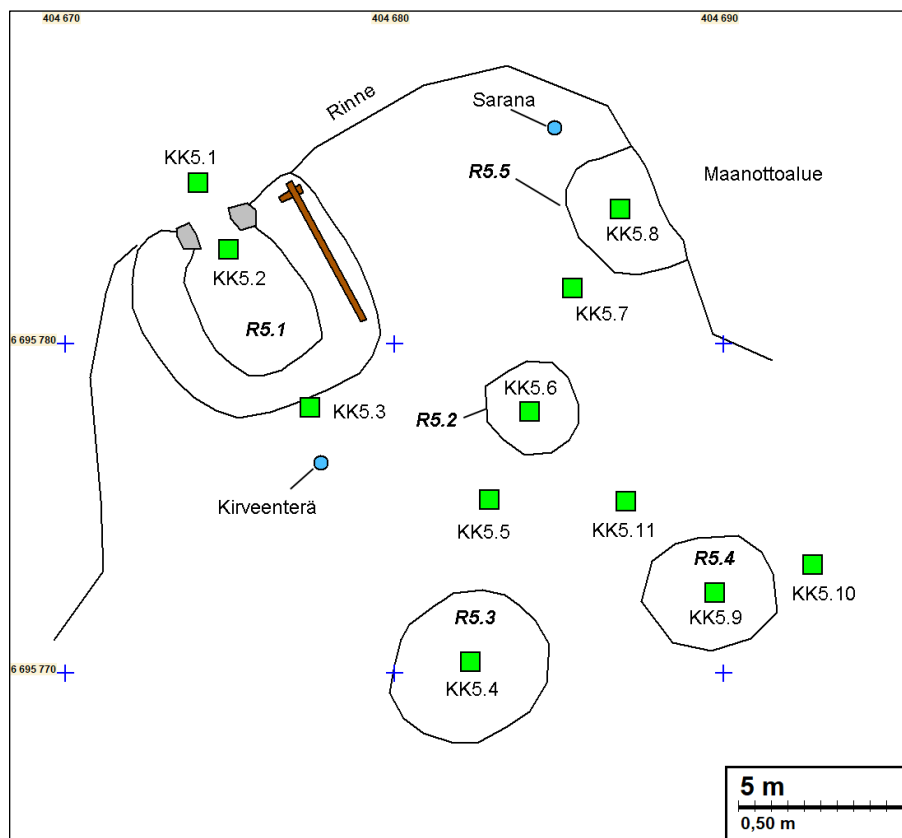 404 670
404 680
404 690
Rinne
Sarana
KK5.1
R5.5
Maanottoalue
KK5.8
KK5.2
KK5.7
R5.1
6 695 780
KK5.6
KK5.3
R5.2
Kirveenterä
KK5.5
KK5.11
R5.4
KK5.10
KK5.9
R5.3
6 695 770
KK5.4
5 m
0,50 m